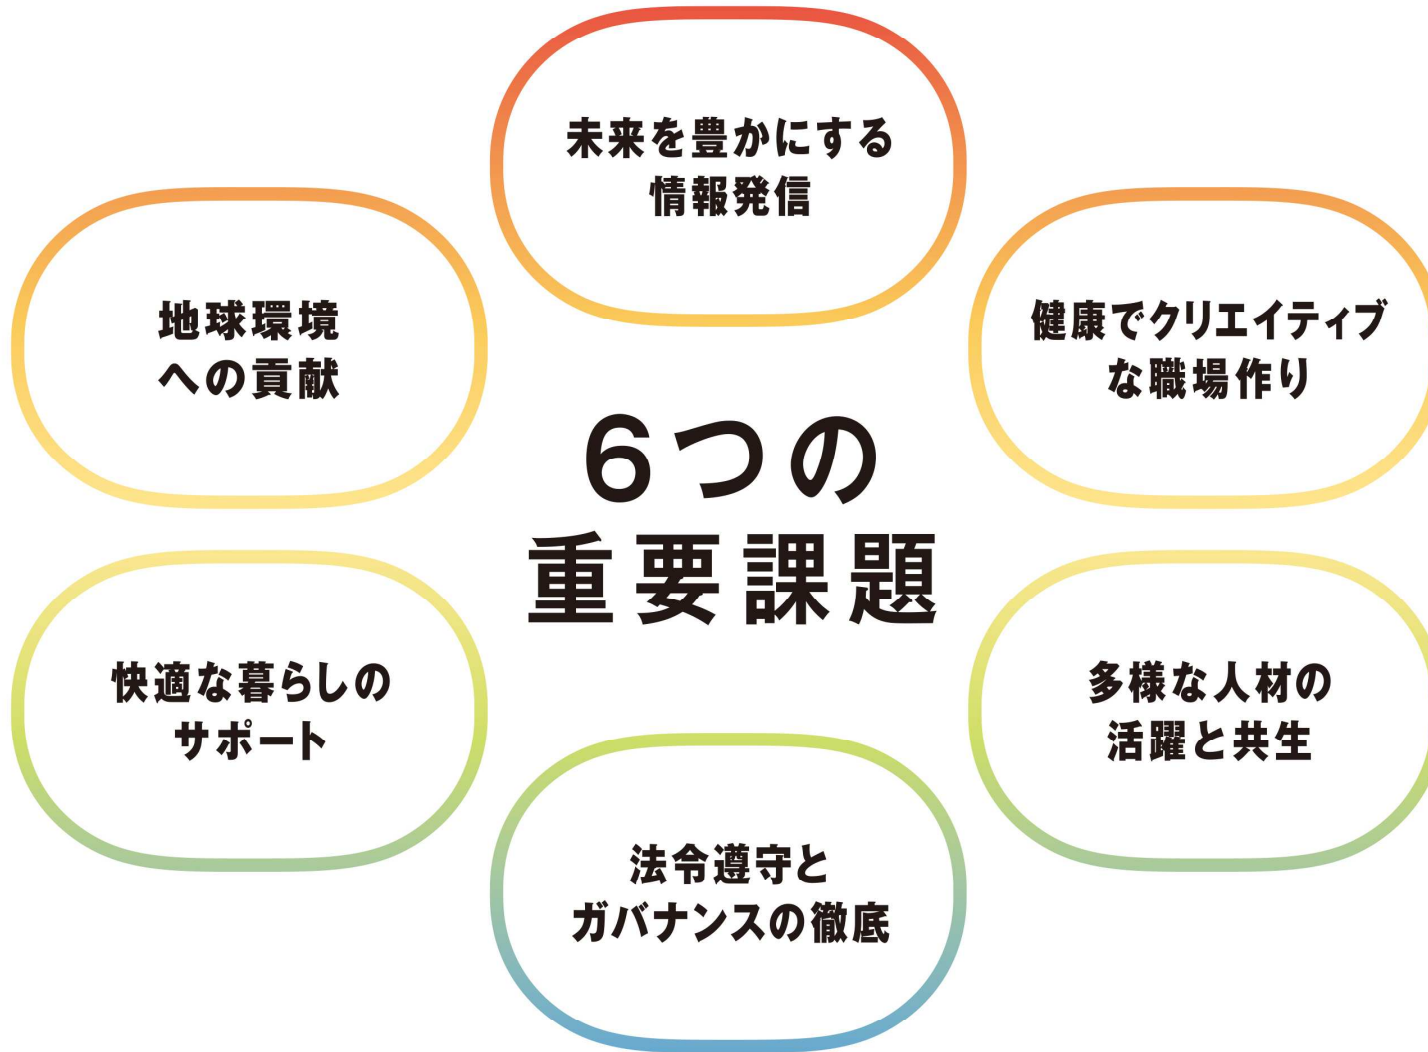 未来を豊かにする
情報発信
地球環境
への貢献
健康でクリエイティブ
な職場作り
6つの
重要課題
快適な暮らしの
サポート
多様な人材の
活躍と共生
法令遵守と
ガバナンスの徹底